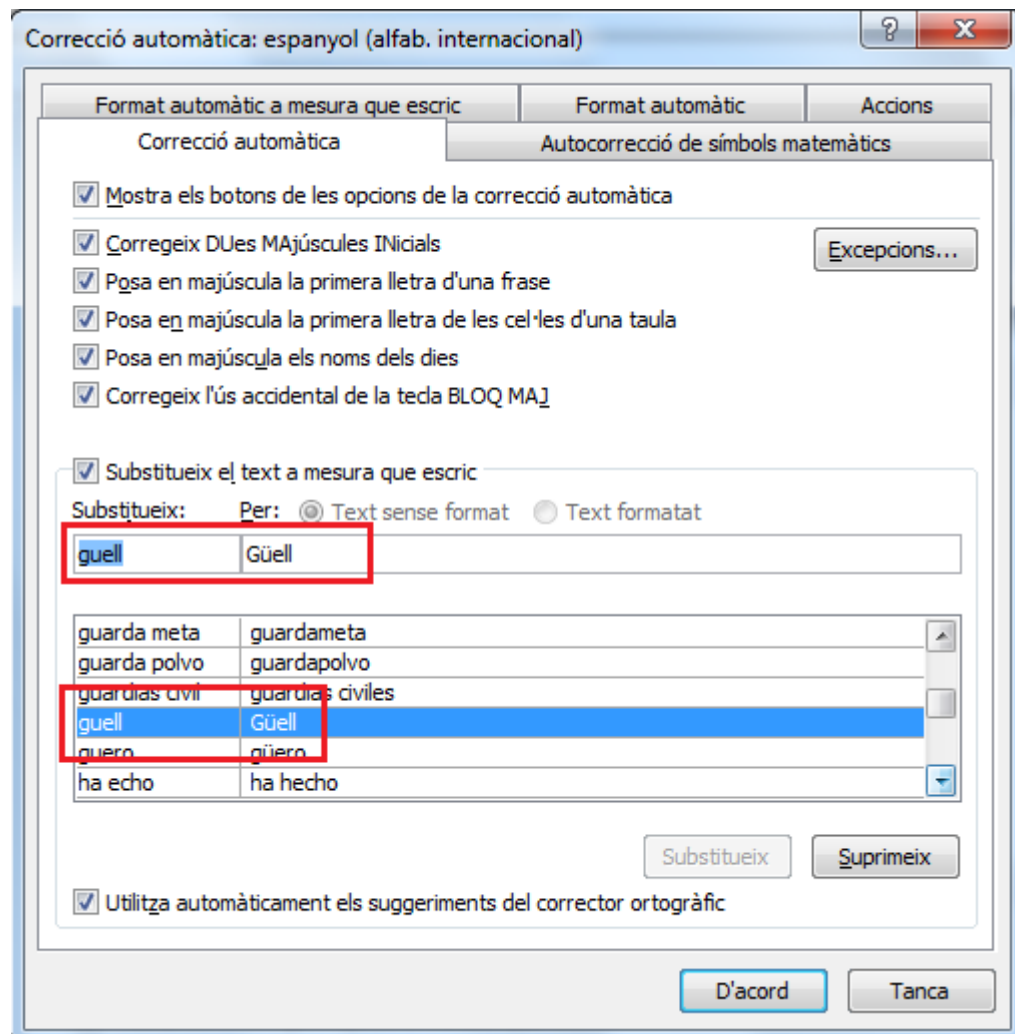 Correcció automàtica: espanyol (alfab. internacional)
Format automàtic a mesura que escric Format automàtic Accions
Correcció automàtica Autocorrecció de símbols matemàtics
Mostra els botons de les opcions de la correcció automàtica
Corregeix DUes MAjúscules INicials Excepcions...
Posa en majúscula la primera lletra d'una frase
Posa en majúscula la primera lletra de les cel·les d'una taula
Posa en majúscula els noms dels dies
Corregeix l'ús accidental de la tecla BLOQ MAJ
Substitueix el text a mesura que escric
Substitueix: Per: Text sense format Text formatat
guell Güell
guarda meta guardameta
guarda polvo guardapolvo
guardias civil guardias civiles
guell Güell
guero güero
ha echo ha hecho
Substitueix Suprimeix
Utilitza automàticament els suggeriments del corrector ortogràfic
D'acord Tanca